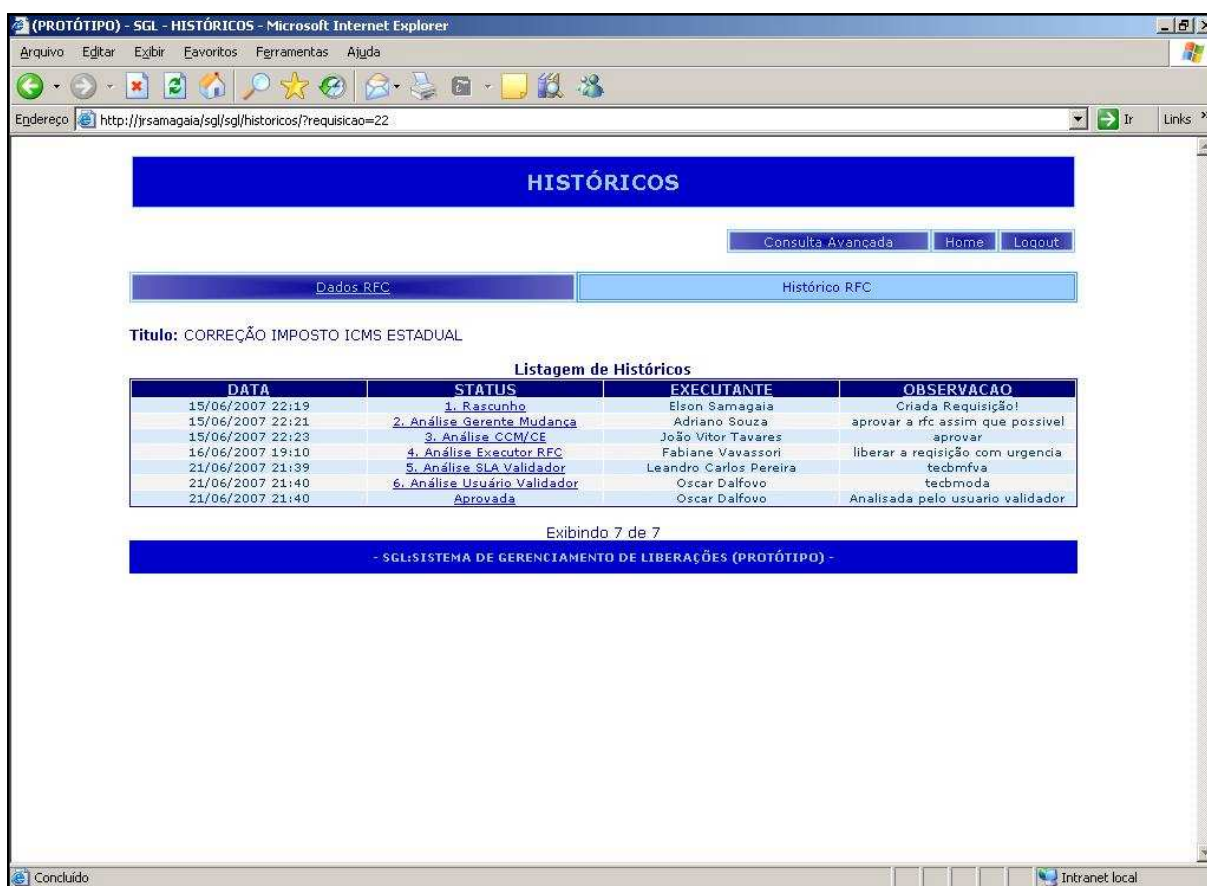 (PROTÓTIPO) - SGL - HISTÓRICOS - Microsoft Internet Explorer
Arquivo Editar Exibir Favoritos Ferramentas Ajuda
Endereço http://jrsamagaia/sgl/sgl/historicos/?requisicao=22 Ir Links »
HISTÓRICOS
Consulta Avançada Home Logout
Dados RFC Histórico RFC
Titulo: CORREÇÃO IMPOSTO ICMS ESTADUAL
Listagem de Históricos
DATA STATUS EXECUTANTE OBSERVACAO
15/06/2007 22:19 1. Rascunho Elson Samagaia Criada Requisição!
15/06/2007 22:21 2. Análise Gerente Mudança Adriano Souza aprovar a rfc assim que possivel
15/06/2007 22:23 3. Análise CCM/CE João Vitor Tavares aprovar
16/06/2007 19:10 4. Análise Executor RFC Fabiane Vavassori liberar a reqisição com urgencia
21/06/2007 21:39 5. Análise SLA Validador Leandro Carlos Pereira tecbmfva
21/06/2007 21:40 6. Análise Usuário Validador Oscar Dalfovo tecbmoda
21/06/2007 21:40 Aprovada Oscar Dalfovo Analisada pelo usuario validador
Exibindo 7 de 7
- SGL:SISTEMA DE GERENCIAMENTO DE LIBERAÇÕES (PROTÓTIPO) -
Concluído Intranet local